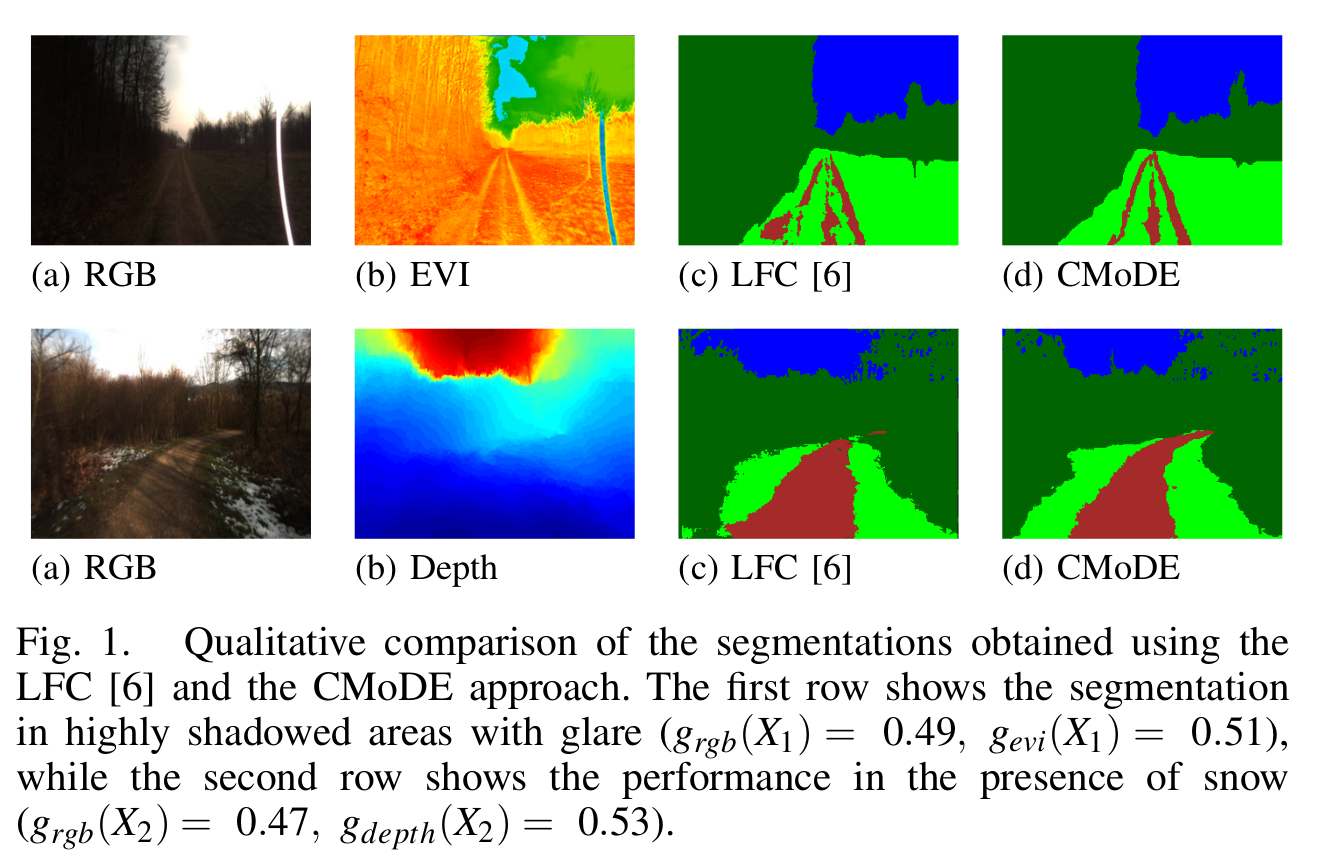 (a) RGB (b) EVI (c) LFC [6] (d) CMoDE
(a) RGB (b) Depth (c) LFC [6] (d) CMoDE
Fig. 1. Qualitative comparison of the segmentations obtained using the
LFC [6] and the CMoDE approach. The first row shows the segmentation
in highly shadowed areas with glare (g_{rgb}(X_1) = 0.49, g_{evi}(X_1) = 0.51),
while the second row shows the performance in the presence of snow
(g_{rgb}(X_2) = 0.47, g_{depth}(X_2) = 0.53).